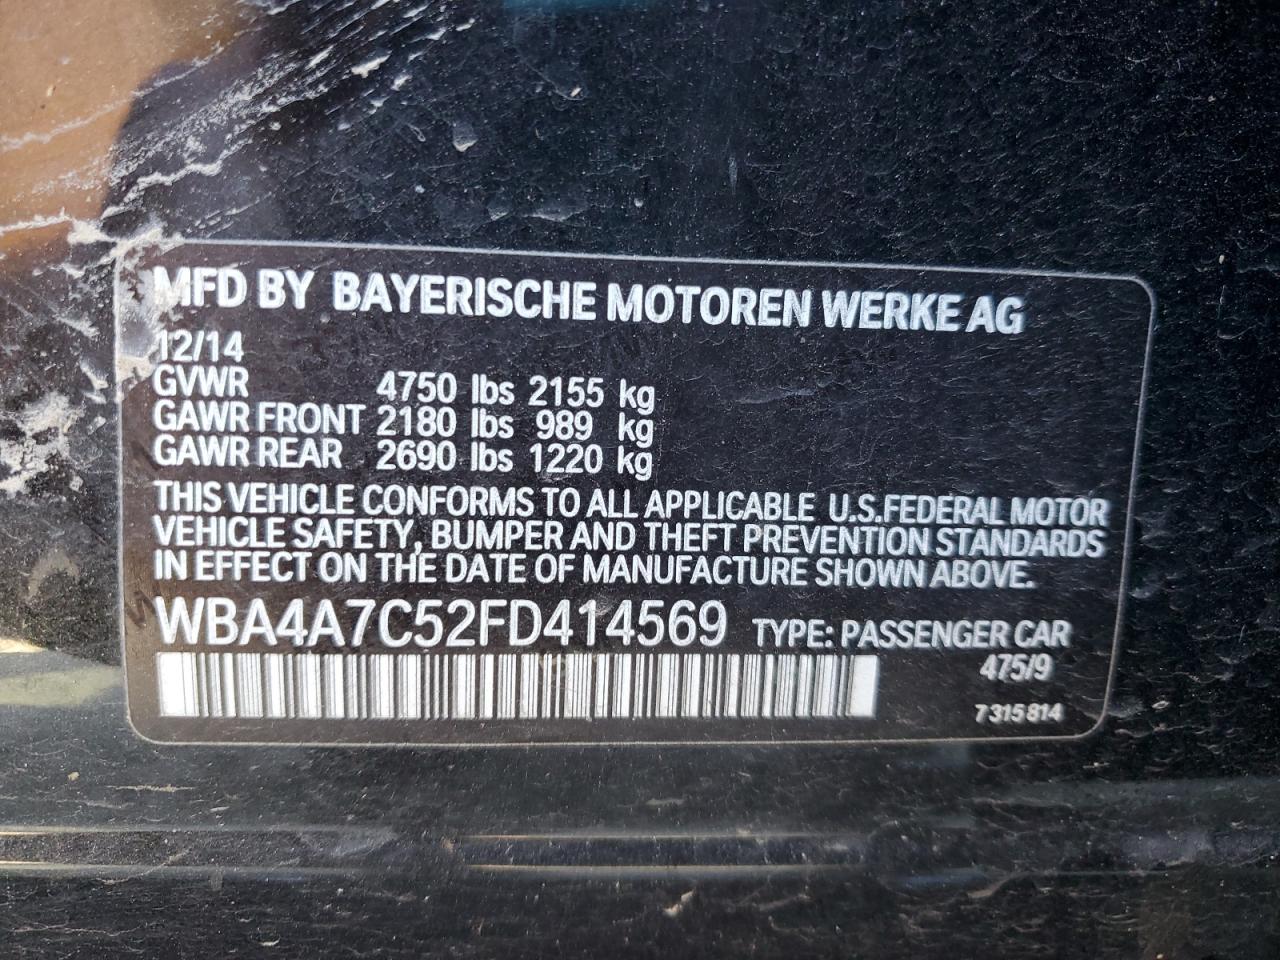 MFD BY BAYERISCHE MOTOREN WERKE AG
12/14
GVWR 4750 lbs 2155 kg
GAWR FRONT 2180 lbs 989 kg
GAWR REAR 2690 lbs 1220 kg
THIS VEHICLE CONFORMS TO ALL APPLICABLE U.S.FEDERAL MOTOR
VEHICLE SAFETY, BUMPER AND THEFT PREVENTION STANDARDS
IN EFFECT ON THE DATE OF MANUFACTURE SHOWN ABOVE.
WBA4A7C52FD414569 TYPE: PASSENGER CAR
475/9
7 315 814